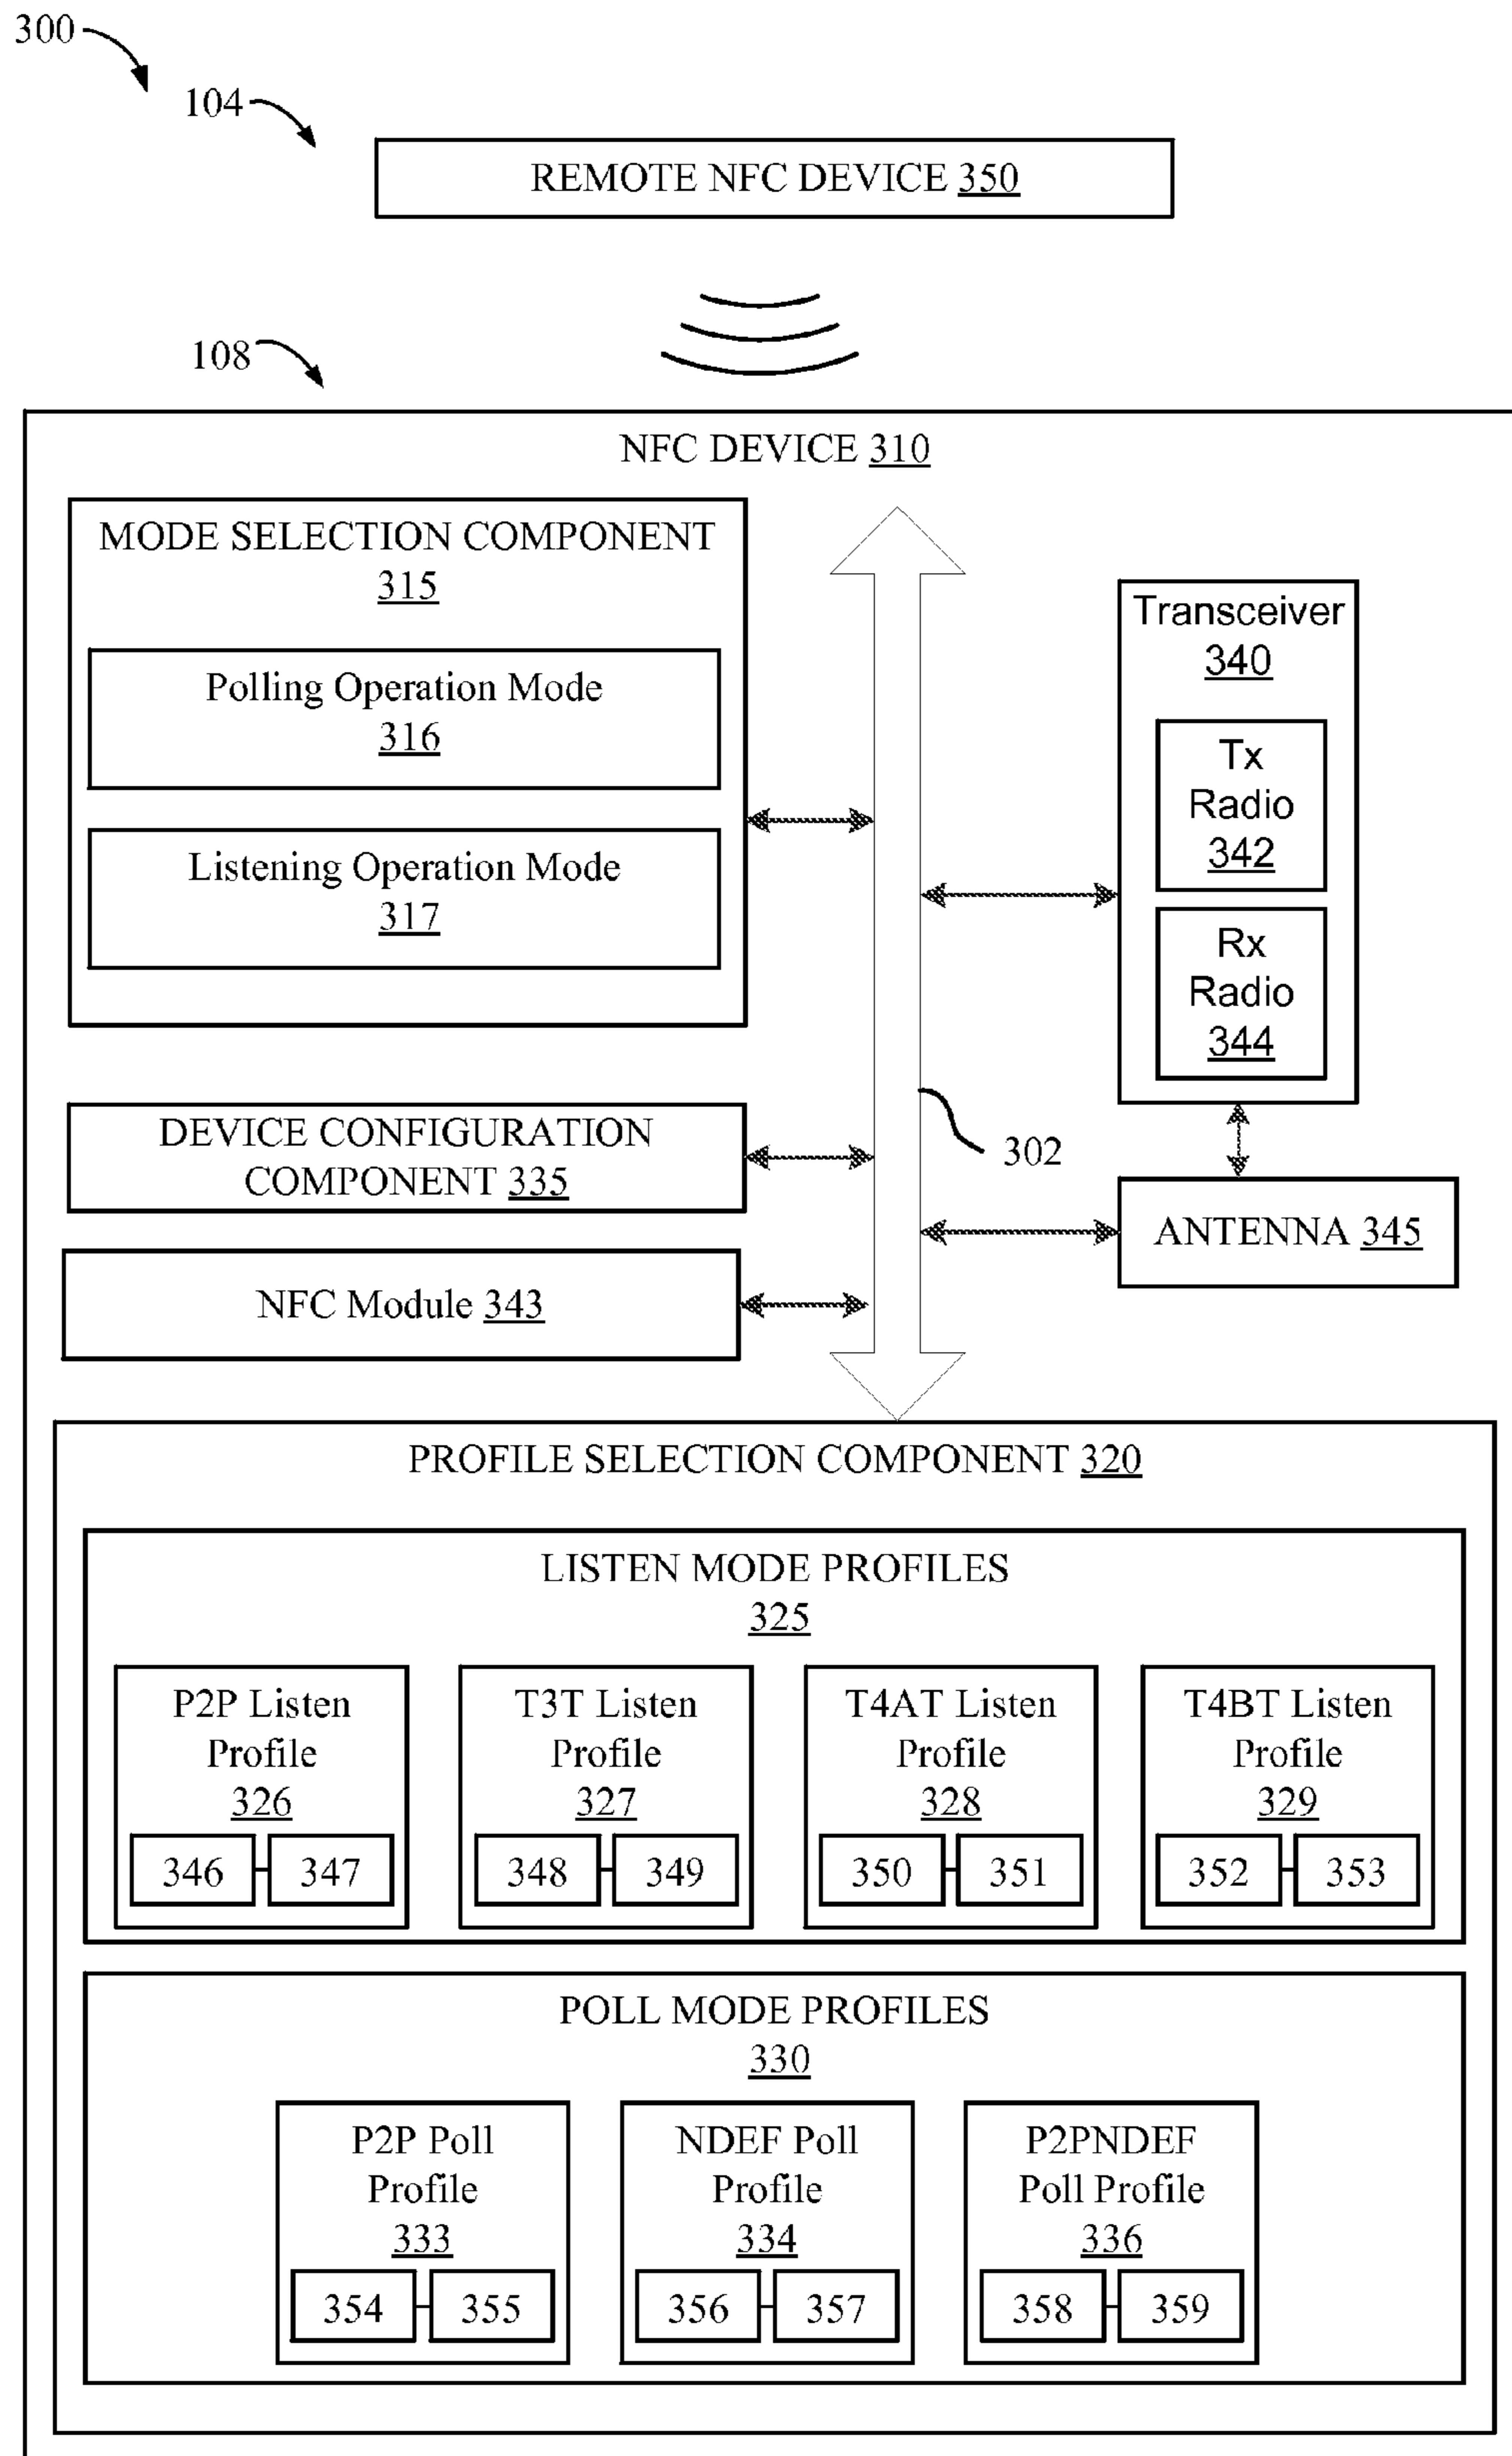 300
104
REMOTE NFC DEVICE 350
108
NFC DEVICE 310
MODE SELECTION COMPONENT
315
Polling Operation Mode
316
Listening Operation Mode
317
Transceiver
340
Tx
Radio
342
Rx
Radio
344
302
DEVICE CONFIGURATION
COMPONENT 335
ANTENNA 345
NFC Module 343
PROFILE SELECTION COMPONENT 320
LISTEN MODE PROFILES
325
P2P Listen
Profile
326
346
347
T3T Listen
Profile
327
348
349
T4AT Listen
Profile
328
350
351
T4BT Listen
Profile
329
352
353
POLL MODE PROFILES
330
P2P Poll
Profile
333
354
355
NDEF Poll
Profile
334
356
357
P2PNDEF
Poll Profile
336
358
359